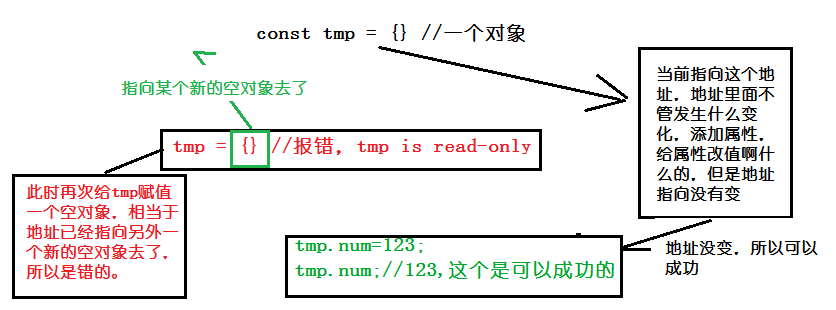 const tmp = {} //一个对象
指向某个新的空对象去了
当前指向这个地
址，地址里面不
管发生什么变
化，添加属性，
给属性改值啊什
么的，但是地址
指向没有变
tmp = {} //报错，tmp is read-only
此时再次给tmp赋值
一个空对象，相当于
地址已经指向另外一
个新的空对象去了，
所以是错的。
tmp.num=123;
tmp.num;//123,这个是可以成功的
地址没变，所以可以
成功